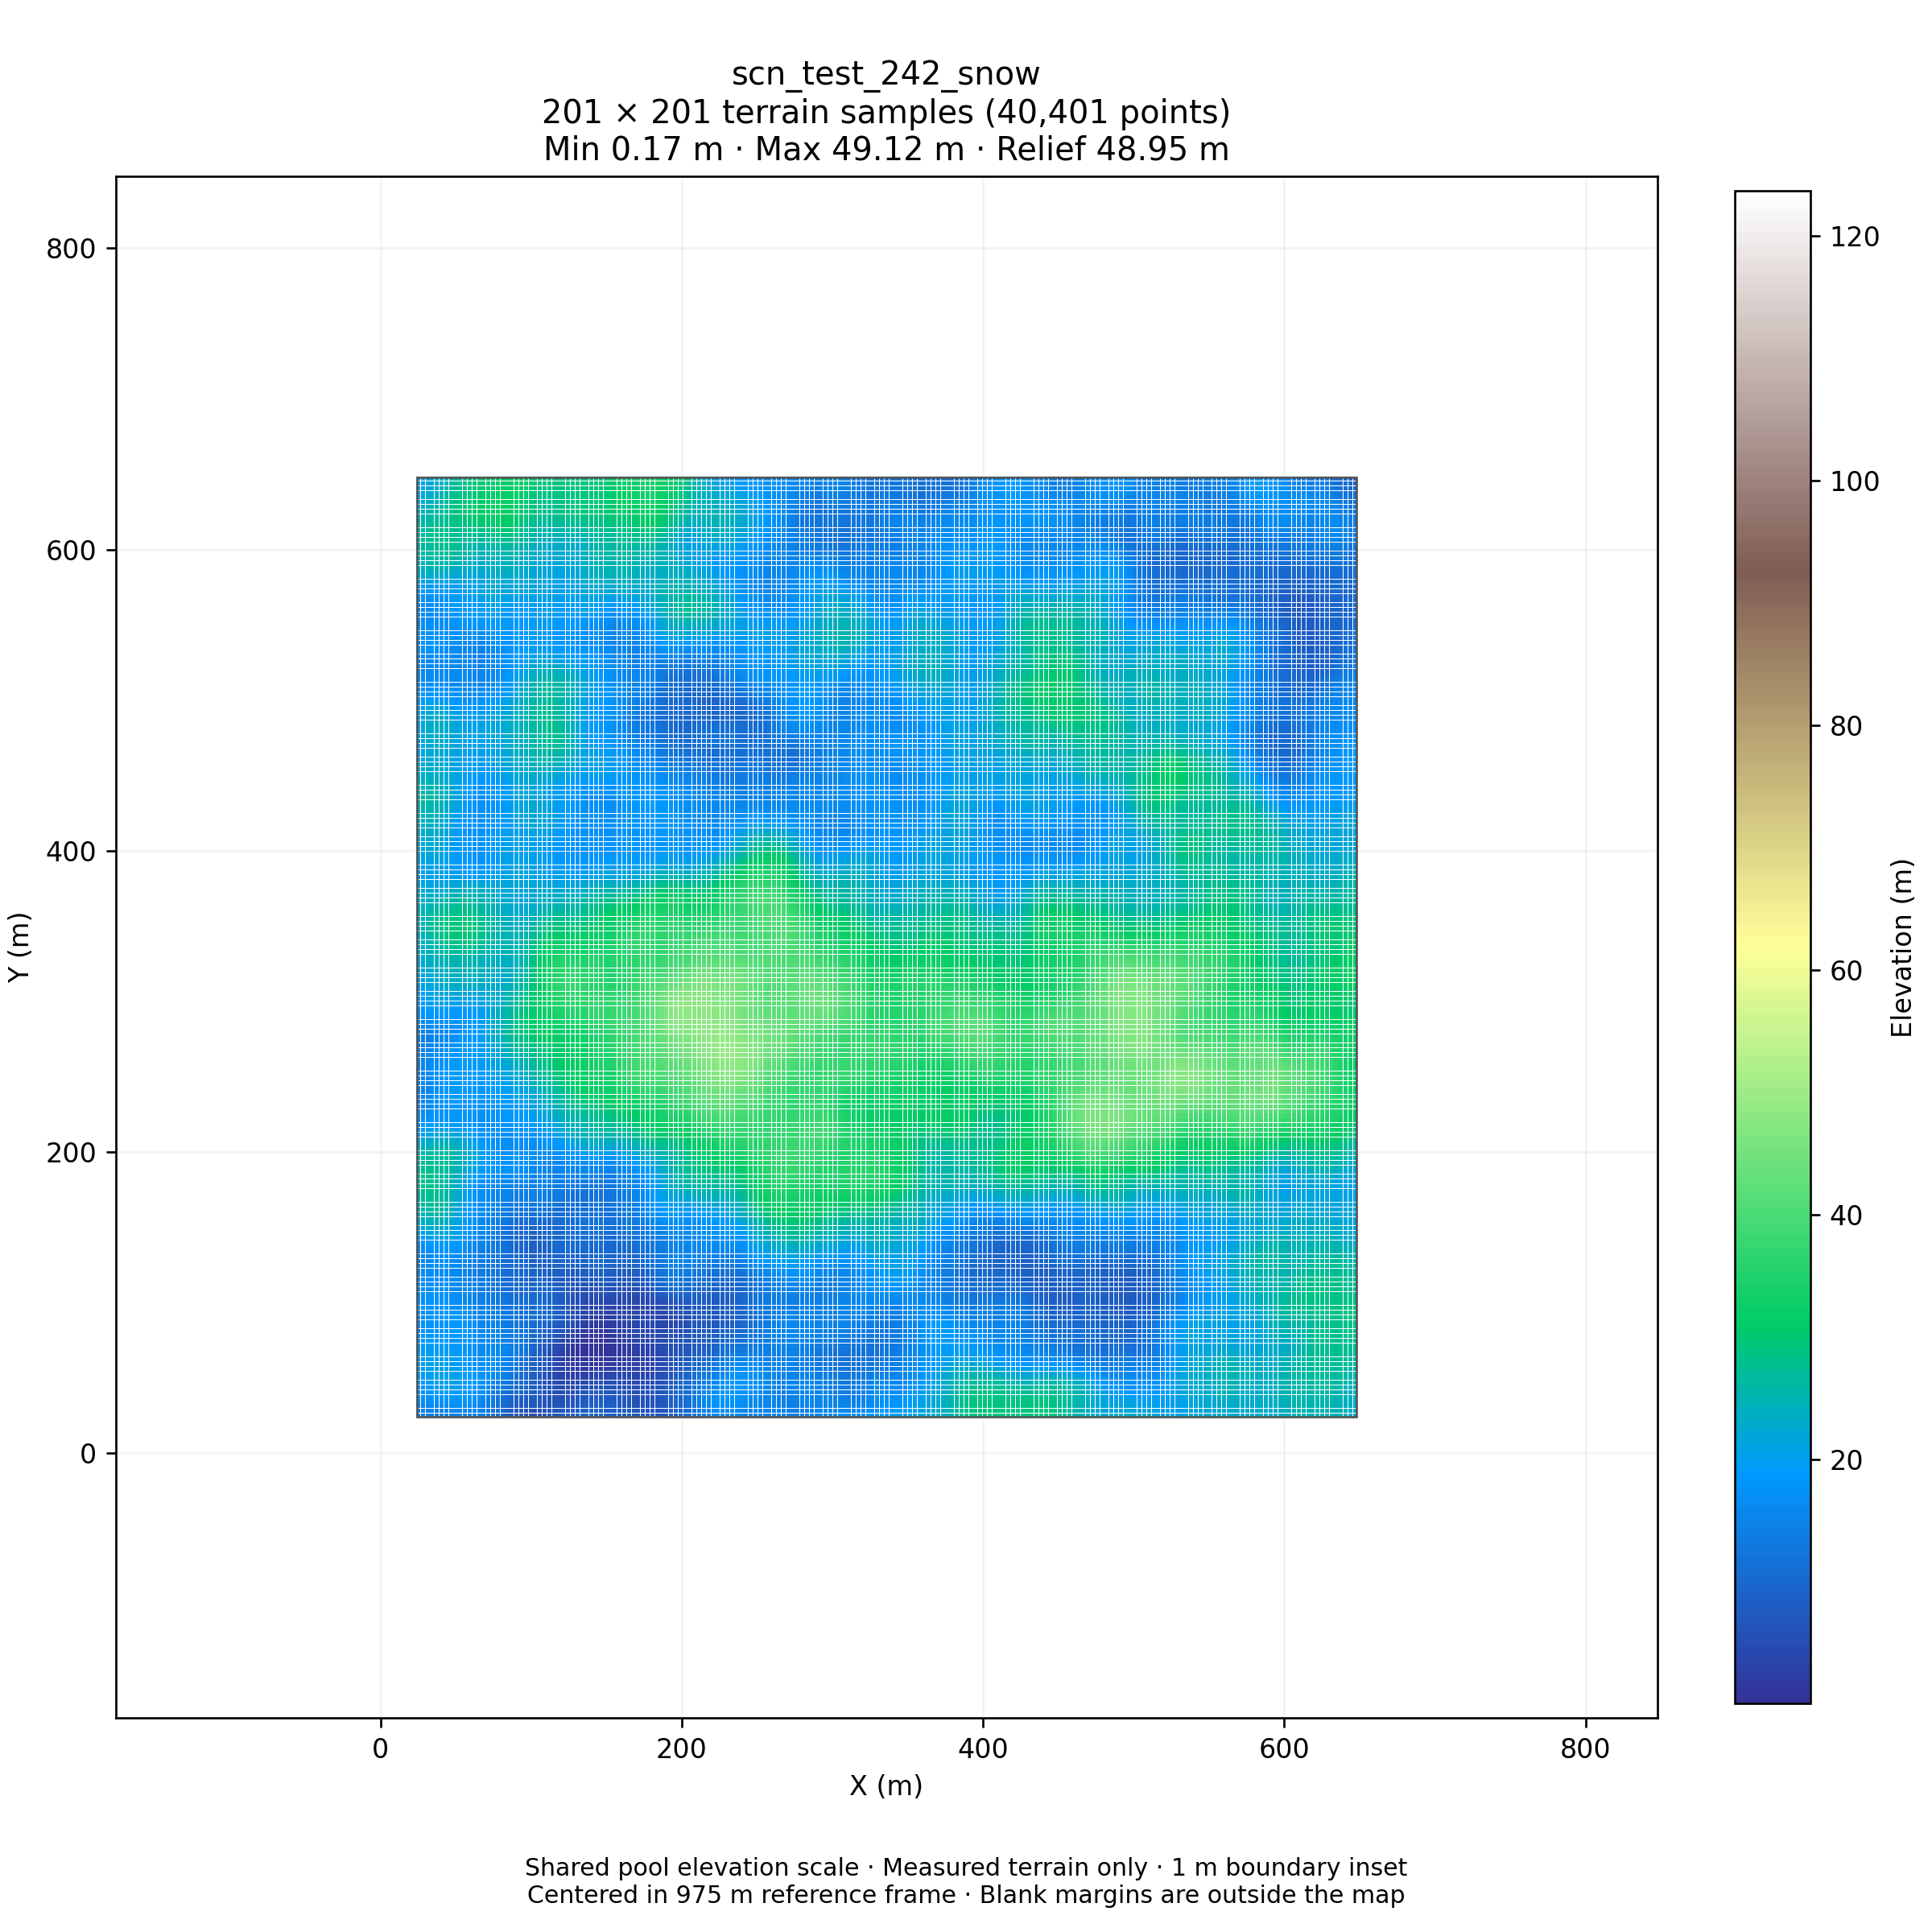 scn_test_242_snow
201 × 201 terrain samples (40,401 points)
Min 0.17 m · Max 49.12 m · Relief 48.95 m
800
600
400
200
0
Y (m)
0
200
400
600
800
X (m)
120
100
80
60
40
20
Elevation (m)
Shared pool elevation scale · Measured terrain only · 1 m boundary inset
Centered in 975 m reference frame · Blank margins are outside the map